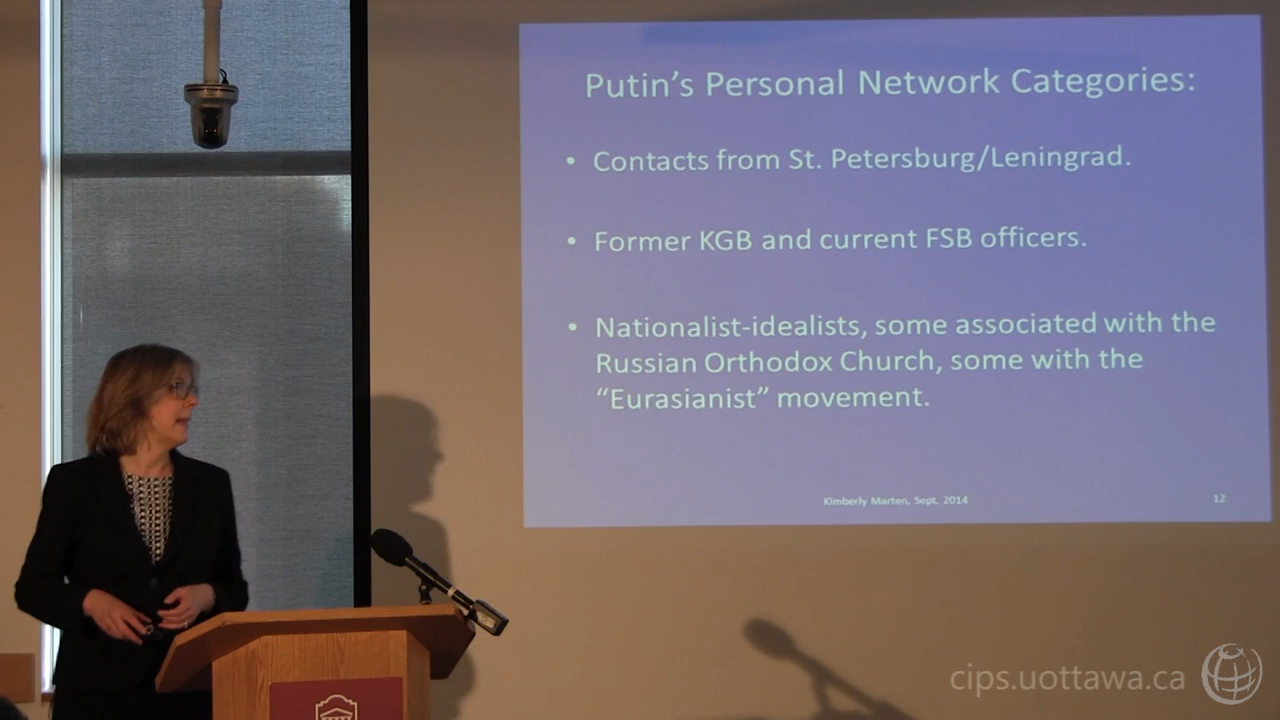 Putin’s Personal Network Categories:
• Contacts from St. Petersburg/Leningrad.
• Former KGB and current FSB officers.
• Nationalist-idealists, some associated with the
Russian Orthodox Church, some with the
“Eurasianist” movement.
Kimberly Marten, Sept. 2014
12
cips.uottawa.ca